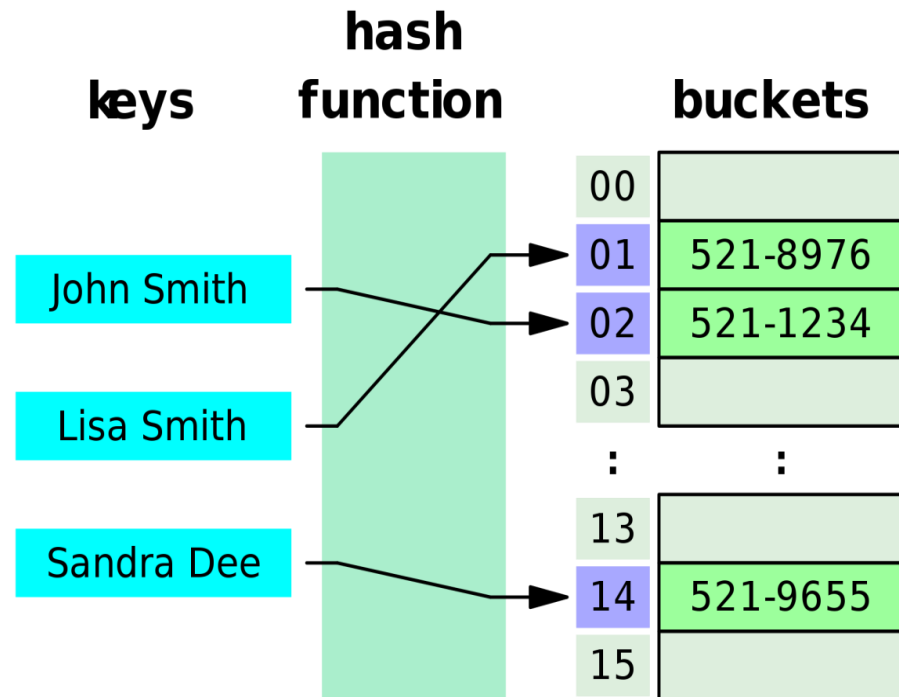 keys
hash
function
buckets
John Smith
Lisa Smith
Sandra Dee
00
01 521-8976
02 521-1234
03
: :
13
14 521-9655
15